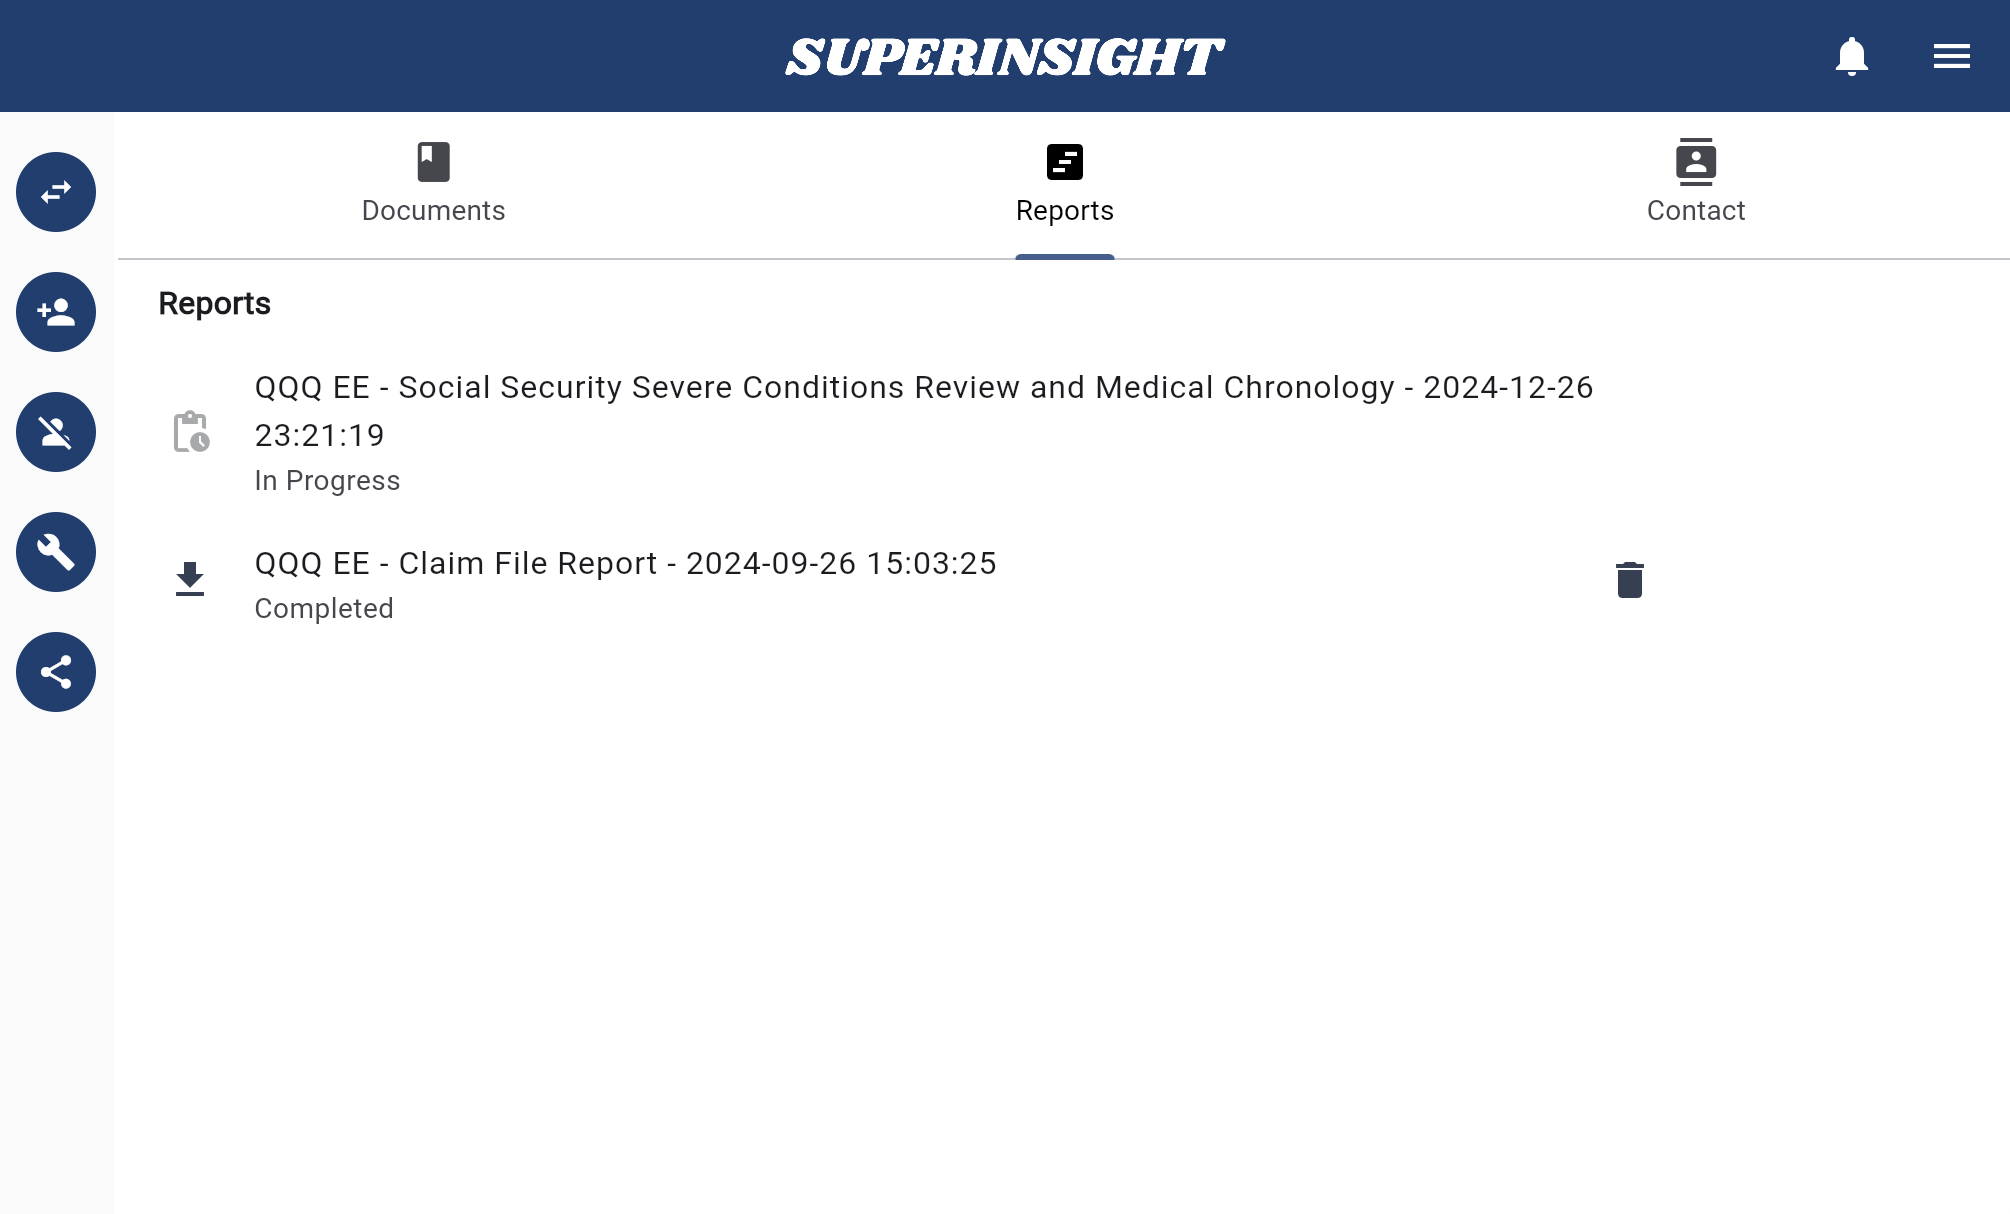 SUPERINSIGHT
Documents
Reports
Contact
Reports
QQQ EE - Social Security Severe Conditions Review and Medical Chronology - 2024-12-26
23:21:19
In Progress
QQQ EE - Claim File Report - 2024-09-26 15:03:25
Completed